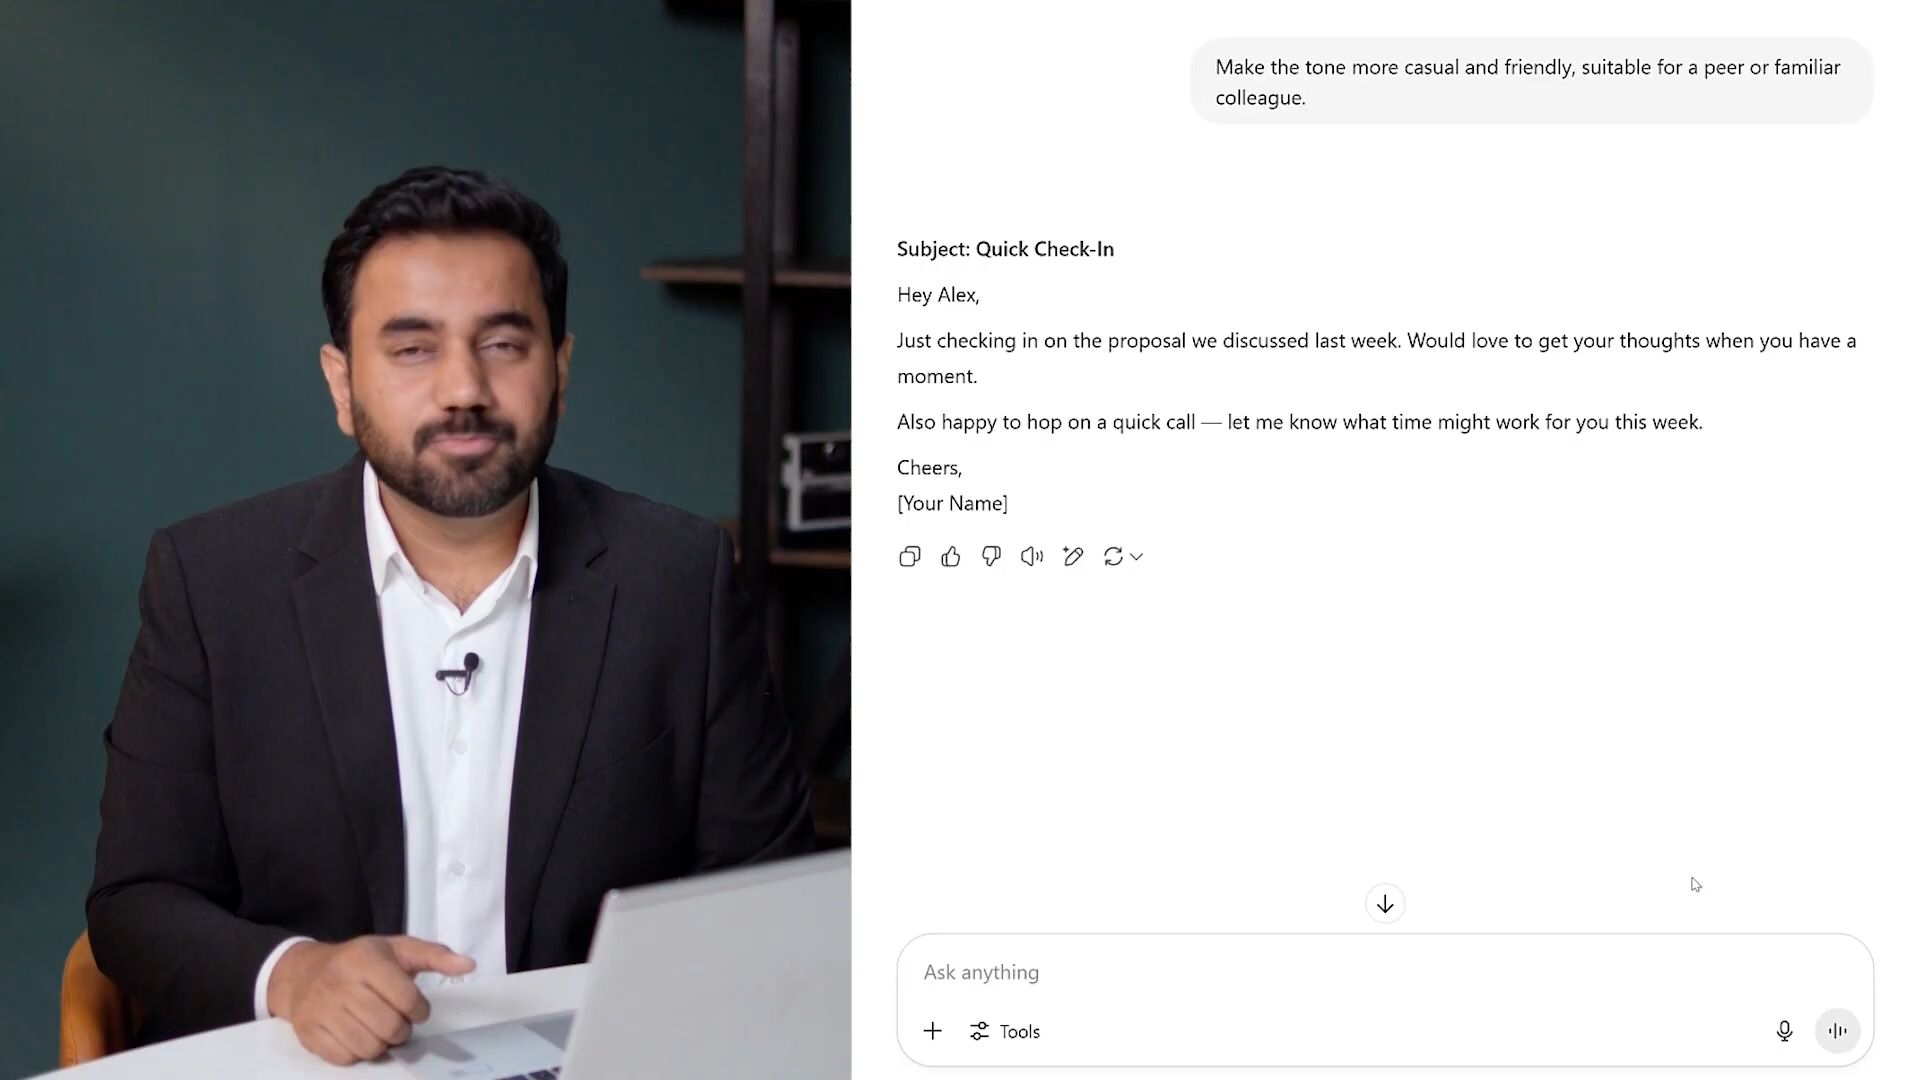 Make the tone more casual and friendly, suitable for a peer or familiar
colleague.
Subject: Quick Check-In
Hey Alex,
Just checking in on the proposal we discussed last week. Would love to get your thoughts when you have a
moment.
Also happy to hop on a quick call — let me know what time might work for you this week.
Cheers,
[Your Name]
Ask anything
Tools